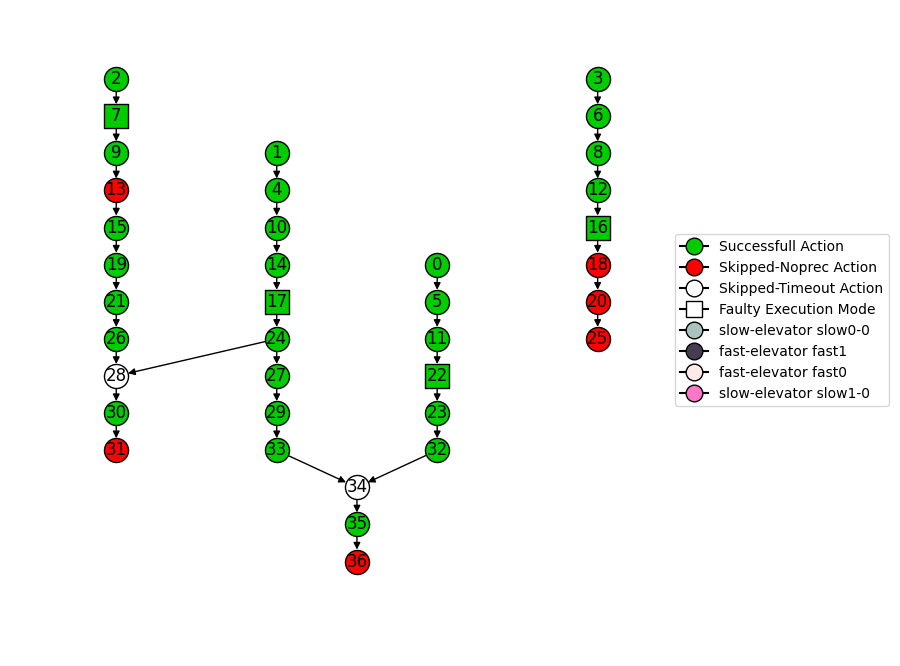 2 3
7 6
9 1 8
13 4 12
15 10 16
19 14 0 18
21 17 5 20
26 24 11 25
28 27 22
30 29 23
31 33 32
34
35
36
Successfull Action
Skipped-Noprec Action
Skipped-Timeout Action
Faulty Execution Mode
slow-elevator slow0-0
fast-elevator fast1
fast-elevator fast0
slow-elevator slow1-0